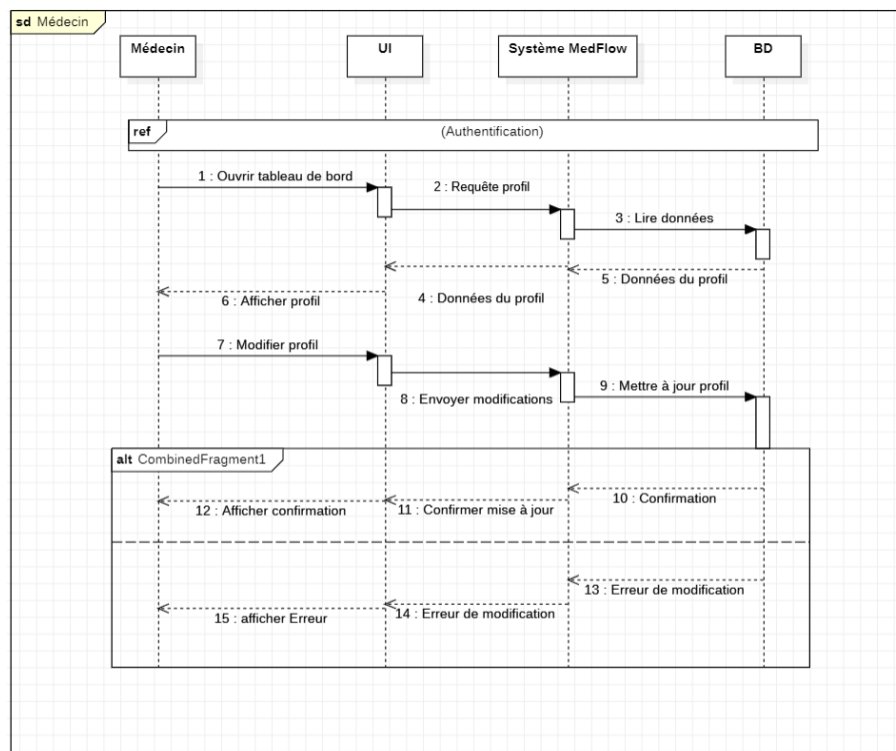 sd Médecin
Médecin
UI
Système MedFlow
BD
ref
(Authentification)
1 : Ouvrir tableau de bord
2 : Requête profil
3 : Lire données
5 : Données du profil
4 : Données du profil
6 : Afficher profil
7 : Modifier profil
8 : Envoyer modifications
9 : Mettre à jour profil
alt CombinedFragment1
10 : Confirmation
11 : Confirmer mise à jour
12 : Afficher confirmation
13 : Erreur de modification
14 : Erreur de modification
15 : afficher Erreur